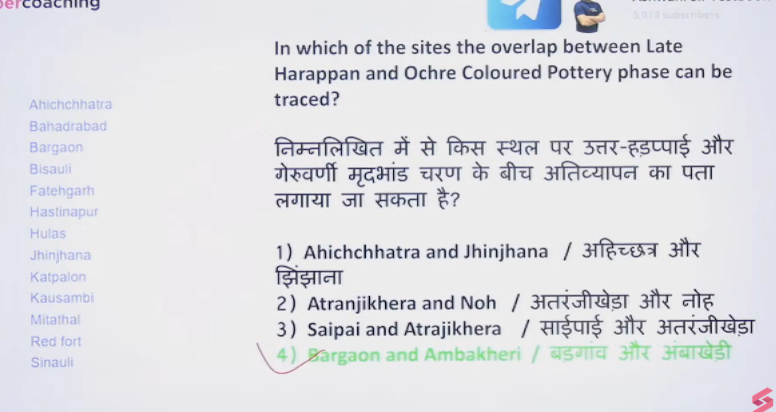 ercoaching
5,913 subscribers
In which of the sites the overlap between Late
Harappan and Ochre Coloured Pottery phase can be
traced?
निम्नलिखित में से किस स्थल पर उत्तर-हड़प्पाई और
गेरुवर्णी मृदभांड चरण के बीच अतिव्यापन का पता
लगाया जा सकता है?
1) Ahichchhatra and Jhinjhana / अहिच्छत्र और
झिंझाना
2) Atranjikhera and Noh / अतरंजीखेड़ा और नोह
3) Saipai and Atrajikhera / साईपाई और अतरंजीखेड़ा
4) Bargaon and Ambakheri / बड़गांव और अंबाखेड़ी
Ahichchhatra
Bahadrabad
Bargaon
Bisauli
Fatehgarh
Hastinapur
Hulas
Jhinjhana
Katpalon
Kausambi
Mitathal
Red fort
Sinauli